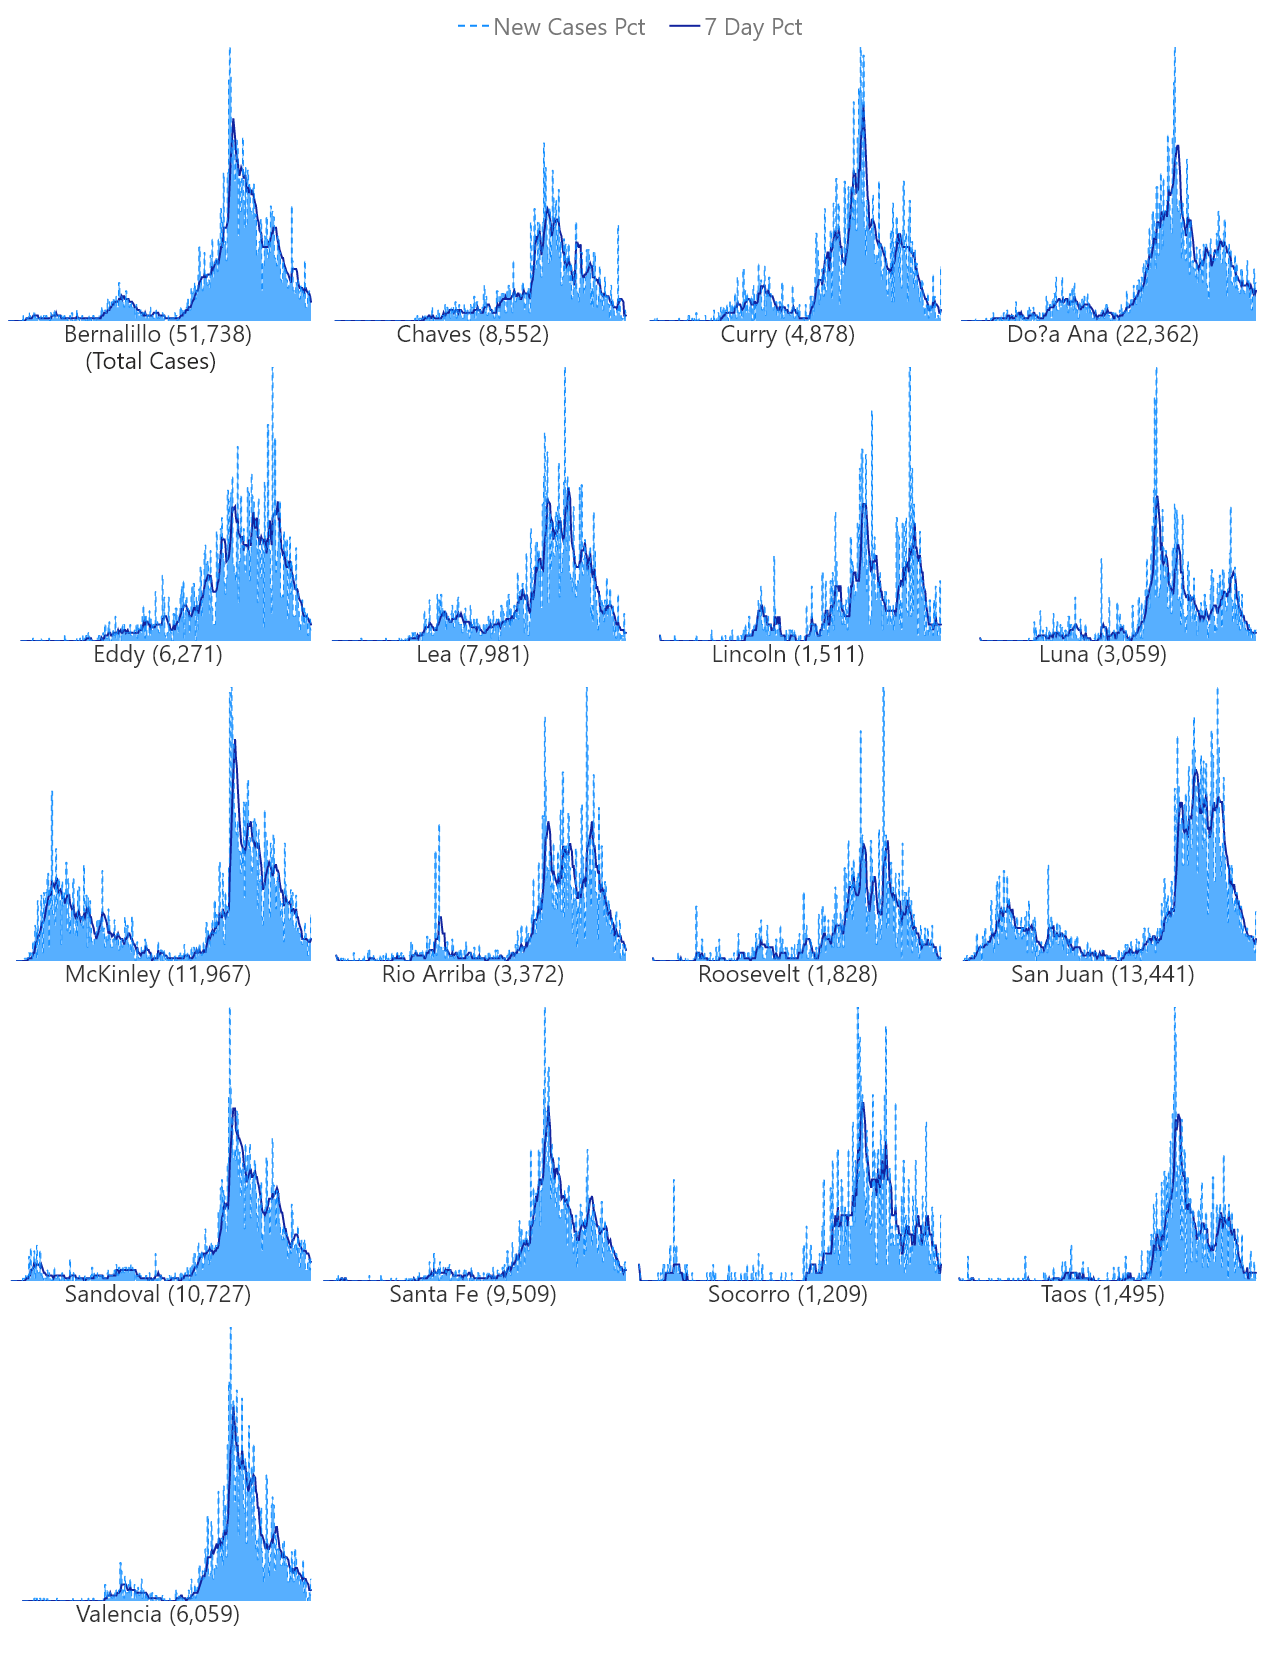 New Cases Pct 7 Day Pct
Bernalillo (51,738) Chaves (8,552) Curry (4,878) Do?a Ana (22,362)
(Total Cases)
Eddy (6,271) Lea (7,981) Lincoln (1,511) Luna (3,059)
McKinley (11,967) Rio Arriba (3,372) Roosevelt (1,828) San Juan (13,441)
Sandoval (10,727) Santa Fe (9,509) Socorro (1,209) Taos (1,495)
Valencia (6,059)